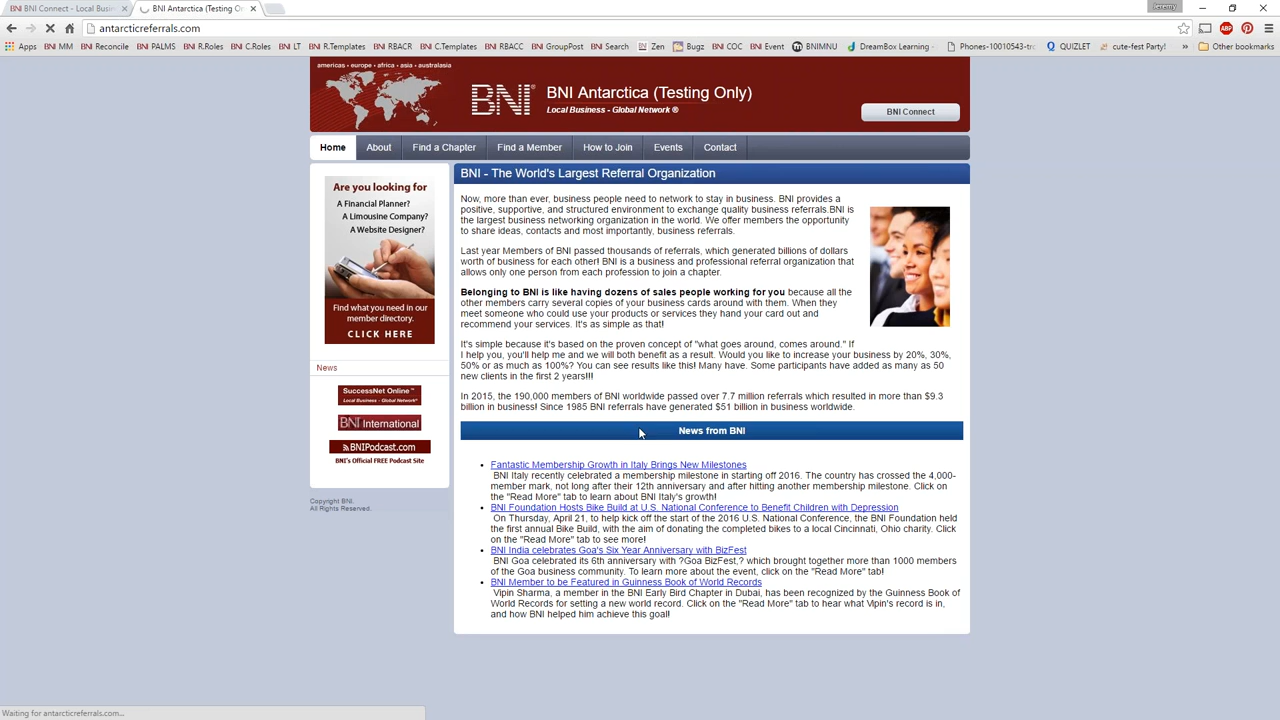 BNI Connect - Local Busin
BNI Antarctica (Testing On
Jeremy
antarcticreferrals.com
Apps
BNI MM
BNI Reconcile
BNI PALMS
BNI R.Roles
BNI C.Roles
BNI LT
BNI R.Templates
BNI RBACR
BNI C.Templates
BNI RBACC
BNI GroupPost
BNI Search
Zen
Bugz
BNI COC
BNI Event
BNIMNU
DreamBox Learning -
Phones-10010543-tro
QUIZLET
cute-fest Party!
Other bookmarks
americas • europe • africa • asia • australasia
BNI®
BNI Antarctica (Testing Only)
Local Business - Global Network ®
BNI Connect
Home
About
Find a Chapter
Find a Member
How to Join
Events
Contact
Are you looking for
A Financial Planner?
A Limousine Company?
A Website Designer?
Find what you need in our
member directory.
CLICK HERE
News
SuccessNet Online™
Local Business - Global Network®
BNI International
BNIPodcast.com
BNI's Official FREE Podcast Site
Copyright BNI.
All Rights Reserved.
BNI - The World's Largest Referral Organization
Now, more than ever, business people need to network to stay in business. BNI provides a
positive, supportive, and structured environment to exchange quality business referrals.BNI is
the largest business networking organization in the world. We offer members the opportunity
to share ideas, contacts and most importantly, business referrals.
Last year Members of BNI passed thousands of referrals, which generated billions of dollars
worth of business for each other! BNI is a business and professional referral organization that
allows only one person from each profession to join a chapter.
Belonging to BNI is like having dozens of sales people working for you because all the
other members carry several copies of your business cards around with them. When they
meet someone who could use your products or services they hand your card out and
recommend your services. It's as simple as that!
It's simple because it's based on the proven concept of "what goes around, comes around." If
I help you, you'll help me and we will both benefit as a result. Would you like to increase your business by 20%, 30%,
50% or as much as 100%? You can see results like this! Many have. Some participants have added as many as 50
new clients in the first 2 years!!!
In 2015, the 190,000 members of BNI worldwide passed over 7.7 million referrals which resulted in more than $9.3
billion in business! Since 1985 BNI referrals have generated $51 billion in business worldwide.
News from BNI
• Fantastic Membership Growth in Italy Brings New Milestones
BNI Italy recently celebrated a membership milestone in starting off 2016. The country has crossed the 4,000-
member mark, not long after their 12th anniversary and after hitting another membership milestone. Click on
the "Read More" tab to learn about BNI Italy's growth!
• BNI Foundation Hosts Bike Build at U.S. National Conference to Benefit Children with Depression
On Thursday, April 21, to help kick off the start of the 2016 U.S. National Conference, the BNI Foundation held
the first annual Bike Build, with the aim of donating the completed bikes to a local Cincinnati, Ohio charity. Click
on the "Read More" tab to see more!
• BNI India celebrates Goa's Six Year Anniversary with BizFest
BNI Goa celebrated its 6th anniversary with ?Goa BizFest,? which brought together more than 1000 members
of the Goa business community. To learn more about the event, click on the "Read More" tab!
• BNI Member to be Featured in Guinness Book of World Records
Vipin Sharma, a member in the BNI Early Bird Chapter in Dubai, has been recognized by the Guinness Book of
World Records for setting a new world record. Click on the "Read More" tab to hear what Vipin's record is in,
and how BNI helped him achieve this goal!
Waiting for antarcticreferrals.com...